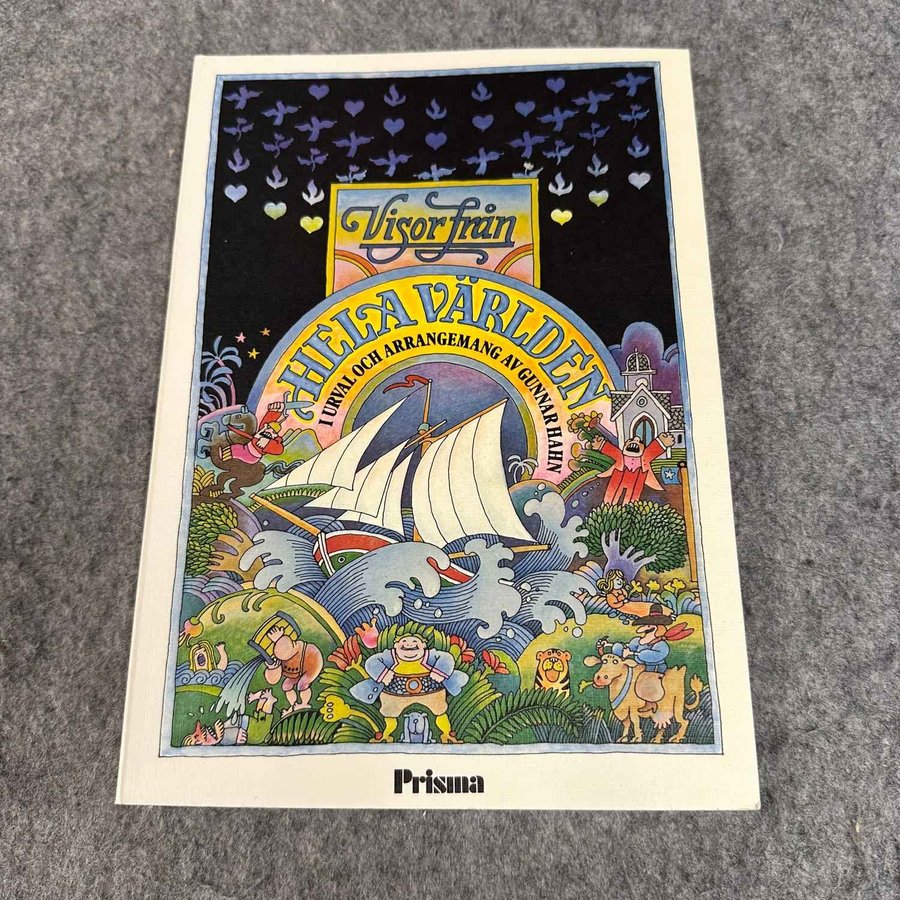 Visor från
HELA VÄRLDEN
I URVAL OCH ARRANGEMANG AV GUNNAR HAHN
Prisma